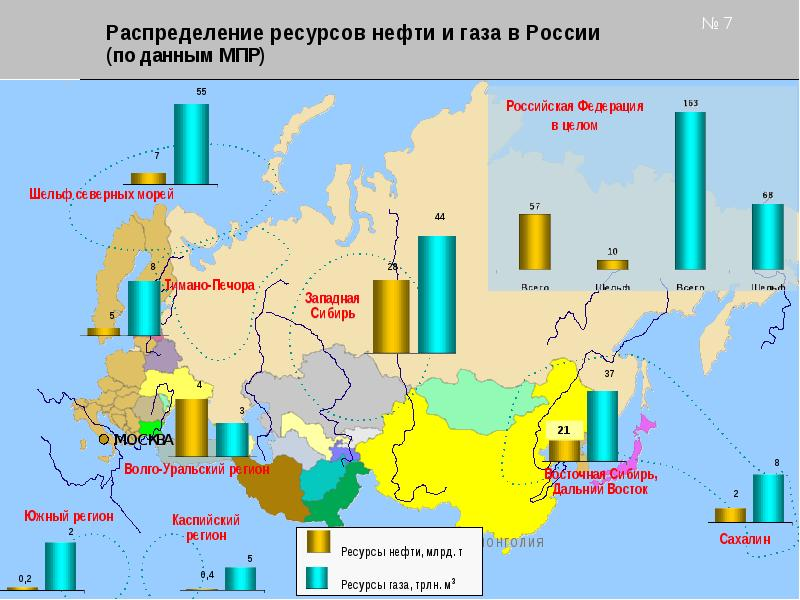 № 7
Распределение ресурсов нефти и газа в России
(по данным МПР)
55
7
Шельф северных морей
Российская Федерация
в целом
163
57
10
68
Всего
Шельф
Всего
Шельф
8
5
Тимано-Печора
Западная
Сибирь
28
44
4
3
МОСКВА
Волго-Уральский регион
37
21
Восточная Сибирь,
Дальний Восток
8
2
Сахалин
Южный регион
2
0,2
Каспийский
регион
5
0,4
Ресурсы нефти, млрд. т
Ресурсы газа, трлн. м³